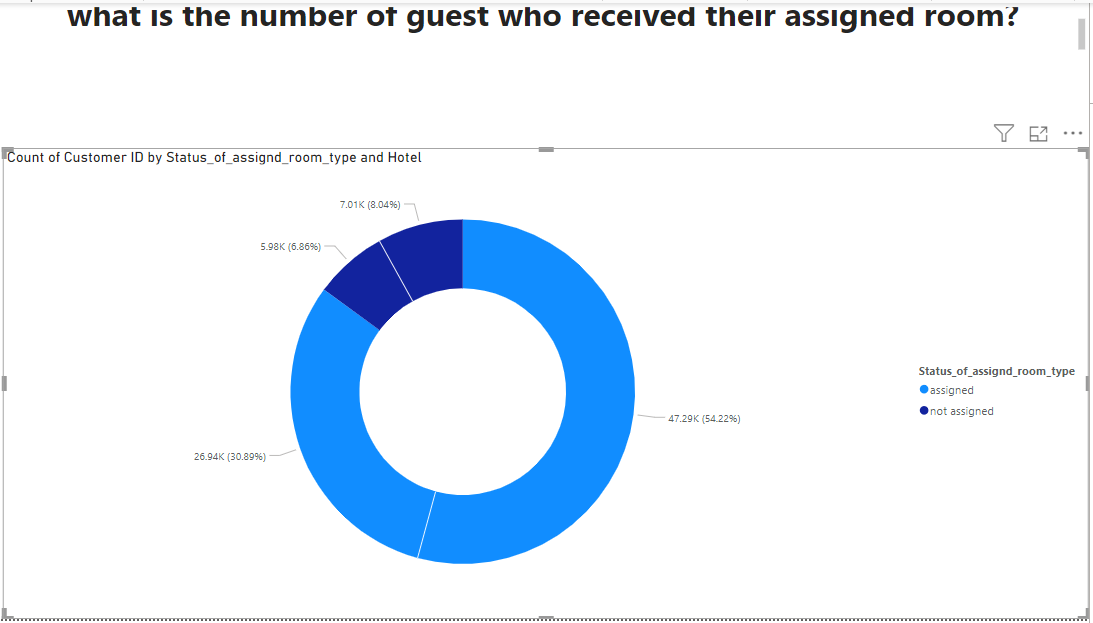 what is the number of guest who received their assigned room?
Count of Customer ID by Status_of_assignd_room_type and Hotel
7.01K (8.04%)
5.98K (6.86%)
Status_of_assignd_room_type
assigned
not assigned
47.29K (54.22%)
26.94K (30.89%)